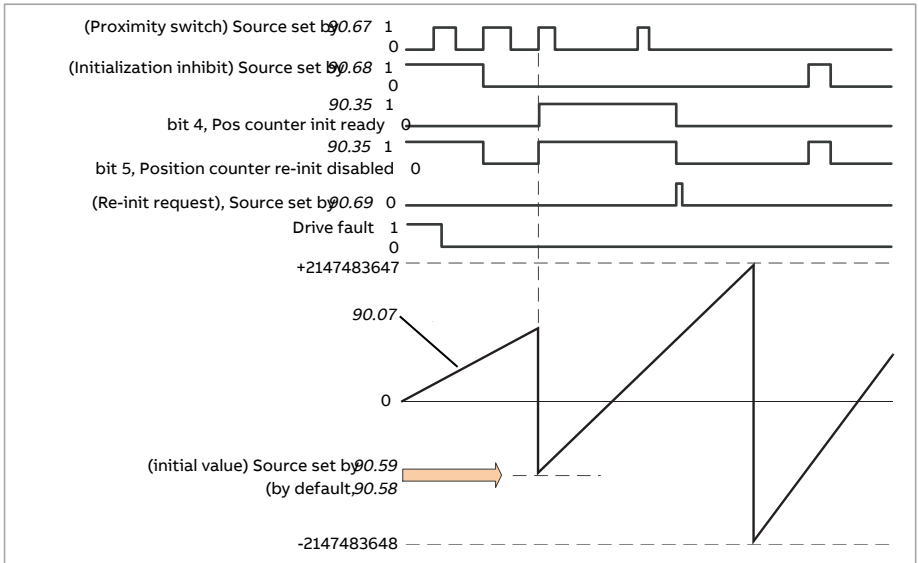 (Proximity switch) Source set by 90.67 1
0
(Initialization inhibit) Source set by 90.68 1
0
90.35 1
bit 4, Pos counter init ready 0
90.35 1
bit 5, Position counter re-init disabled 0
(Re-init request), Source set by 90.69 0
Drive fault 1
0
+2147483647
90.07
0
(initial value) Source set by 90.59
(by default, 90.58
-2147483648